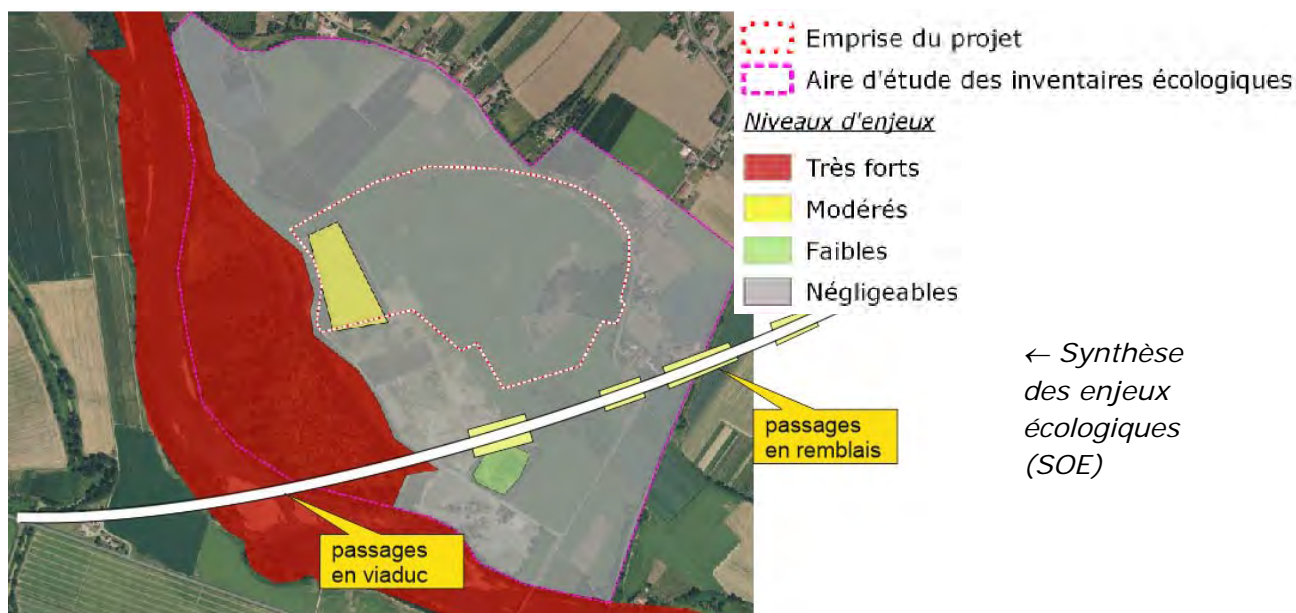 Emprise du projet
Aire d'étude des inventaires écologiques
Niveaux d'enjeux
Très forts
Modérés
Faibles
Négligeables
← Synthèse
des enjeux
écologiques
(SOE)
passages
en remblais
passages
en viaduc